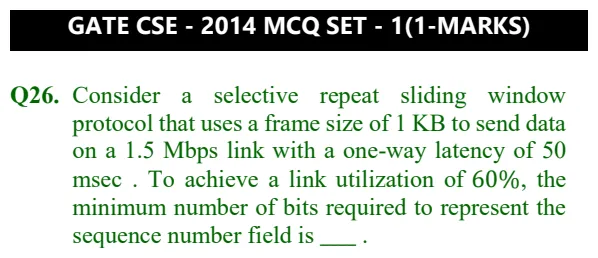 GATE CSE - 2014 MCQ SET - 1(1-MARKS)
Q26. Consider a selective repeat sliding window
protocol that uses a frame size of 1 KB to send data
on a 1.5 Mbps link with a one-way latency of 50
msec . To achieve a link utilization of 60%, the
minimum number of bits required to represent the
sequence number field is ___ .